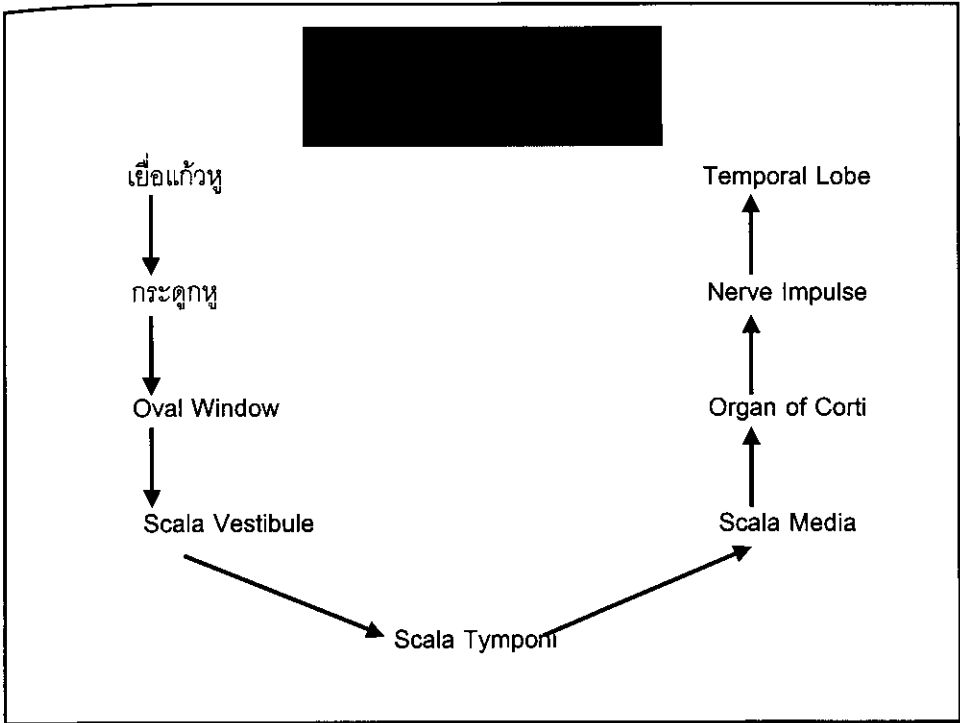 เยื่อแก้วหู
กระดูกหู
Oval Window
Scala Vestibule
Scala Tymponi
Scala Media
Organ of Corti
Nerve Impulse
Temporal Lobe